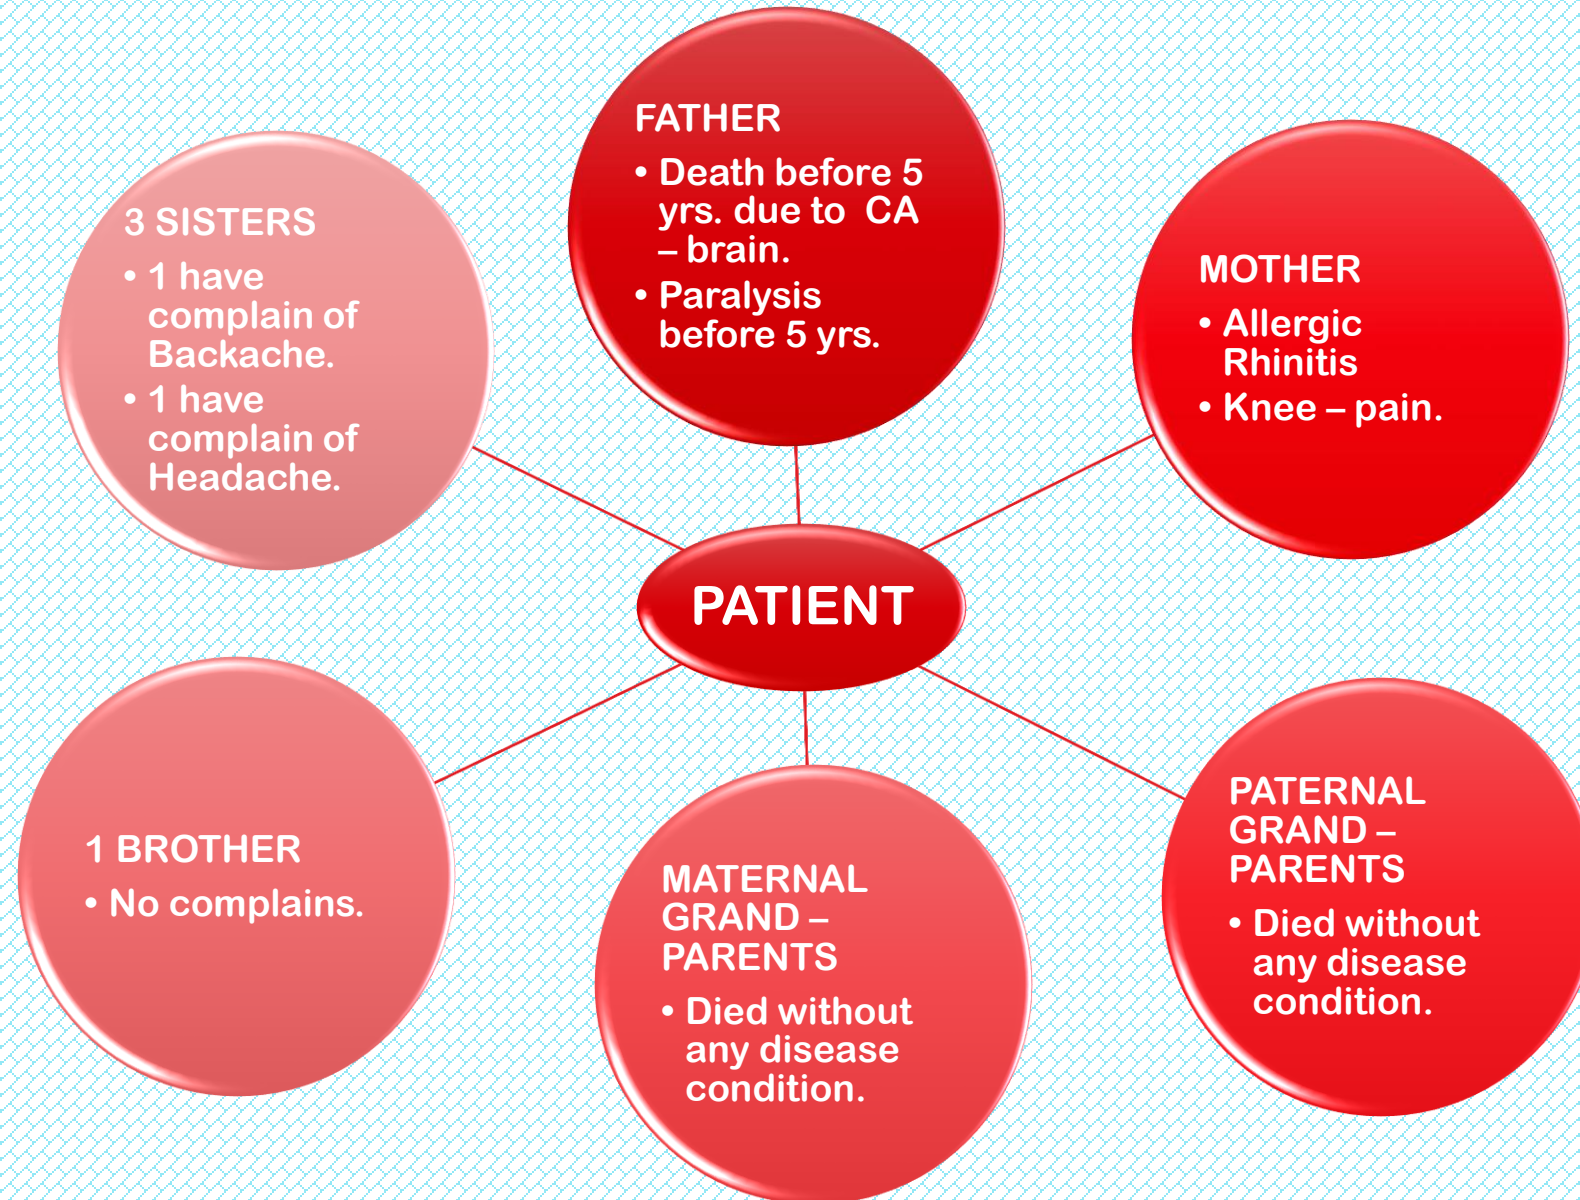 FATHER
• Death before 5
yrs. due to CA
– brain.
• Paralysis
before 5 yrs.
MOTHER
• Allergic
Rhinitis
• Knee – pain.
PATERNAL
GRAND –
PARENTS
• Died without
any disease
condition.
MATERNAL
GRAND –
PARENTS
• Died without
any disease
condition.
1 BROTHER
• No complains.
3 SISTERS
• 1 have
complain of
Backache.
• 1 have
complain of
Headache.
PATIENT